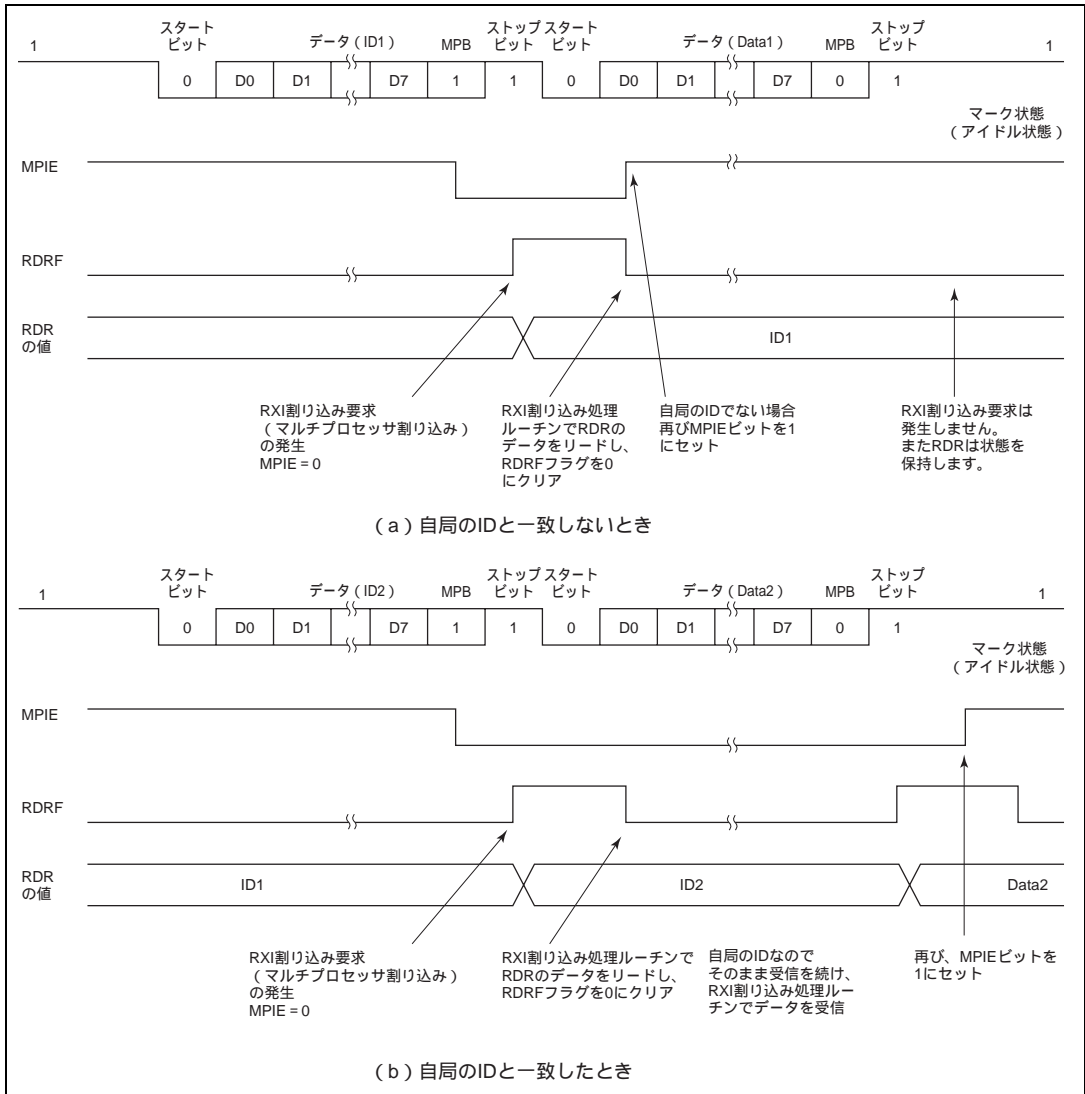 スタート ストップ スタート ストップ
1 ビット データ（ID1） MPB ビット ビット データ（Data1） MPB ビット 1
0 D0 D1 D7 1 1 0 D0 D1 D7 0 1
マーク状態
（アイドル状態）
MPIE
RDRF
RDR
の値
ID1
RXI割り込み要求
（マルチプロセッサ割り込み）
の発生
MPIE = 0
RXI割り込み処理
ルーチンでRDRの
データをリードし、
RDRFフラグを0
にクリア
自局のIDでない場合
再びMPIEビットを1
にセット
RXI割り込み要求は
発生しません。
またRDRは状態を
保持します。
（a）自局のIDと一致しないとき
スタート ストップ スタート ストップ
1 ビット データ（ID2） MPB ビット ビット データ（Data2） MPB ビット 1
0 D0 D1 D7 1 1 0 D0 D1 D7 0 1
マーク状態
（アイドル状態）
MPIE
RDRF
RDR
の値
ID1 ID2 Data2
RXI割り込み要求
（マルチプロセッサ割り込み）
の発生
MPIE = 0
RXI割り込み処理ルーチンで
RDRのデータをリードし、
RDRFフラグを0にクリア
自局のIDなので
そのまま受信を続け、
RXI割り込み処理ルー
チンでデータを受信
再び、MPIEビットを
1にセット
（b）自局のIDと一致したとき